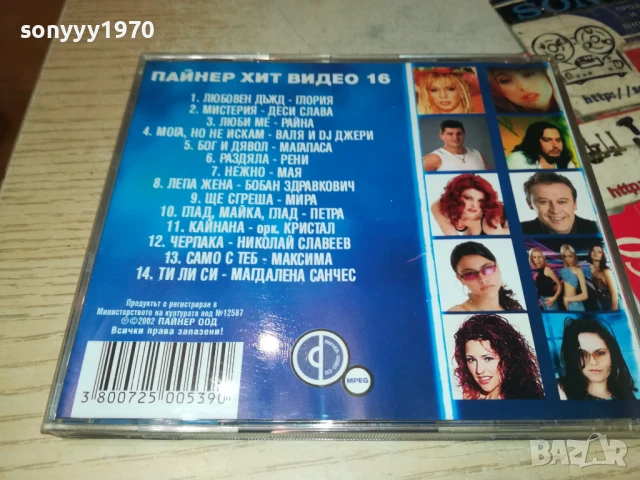 sonyyy1970
ПАЙНЕР ХИТ ВИДЕО 16
1. ЛЮБОВЕН ДЪЖД - ГЛОРИЯ
2. МИСТЕРИЯ - ДЕСИ СЛАВА
3. ЛЮБИ МЕ - РАЙНА
4. МОГА, НО НЕ ИСКАМ - ВАЛЯ И DJ ДЖЕРИ
5. БОГ И ДЯВОЛ - МАГАПАСА
6. РАЗДЯЛА - РЕНИ
7. НЕЖНО - МАЯ
8. ЛЕПА ЖЕНА - БОБАН ЗДРАВКОВИЧ
9. ЩЕ СГРЕША - МИРА
10. ГЛАД, МАЙКА, ГЛАД - ПЕТРА
11. КАЙНАНА - орк. КРИСТАЛ
12. ЧЕРПАКА - НИКОЛАЙ СЛАВЕЕВ
13. САМО С ТЕБ - МАКСИМА
14. ТИ ЛИ СИ - МАГДАЛЕНА САНЧЕС
Продуктът с регистриран в
Министерството на културата под №12587
℗©2002 ПАЙНЕР ООД
Всички права запазени!
3 800725 005390
MPEG
http://s
BAZAR